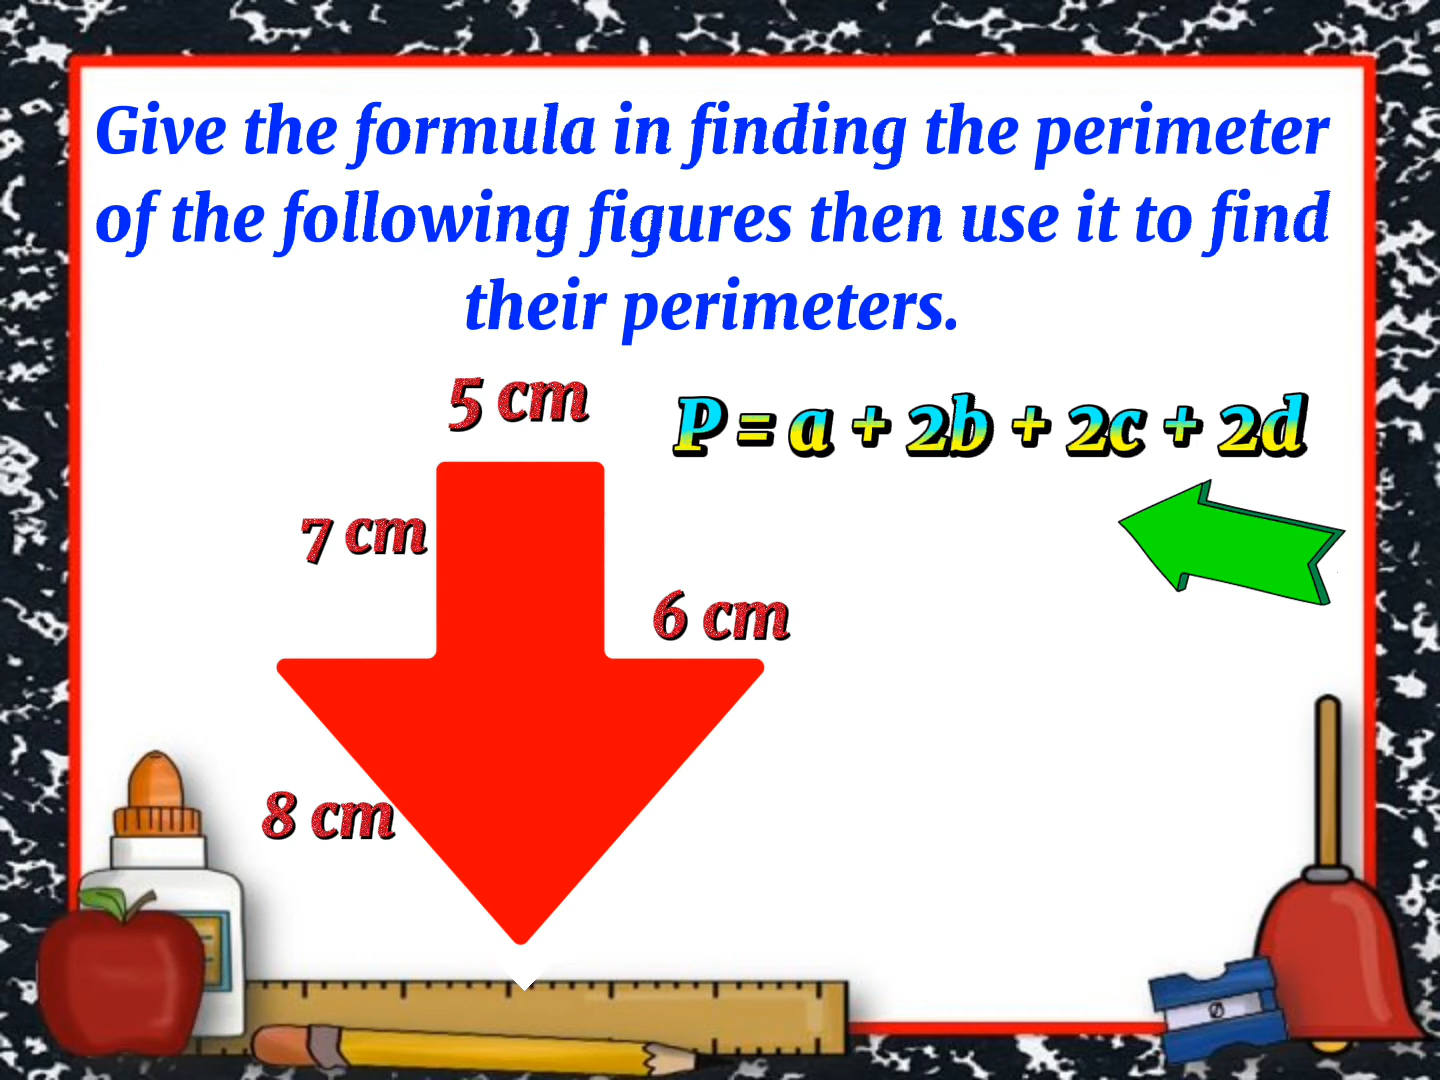 Give the formula in finding the perimeter
of the following figures then use it to find
their perimeters.
5 cm
P = a + 2b + 2c + 2d
7 cm
6 cm
8 cm